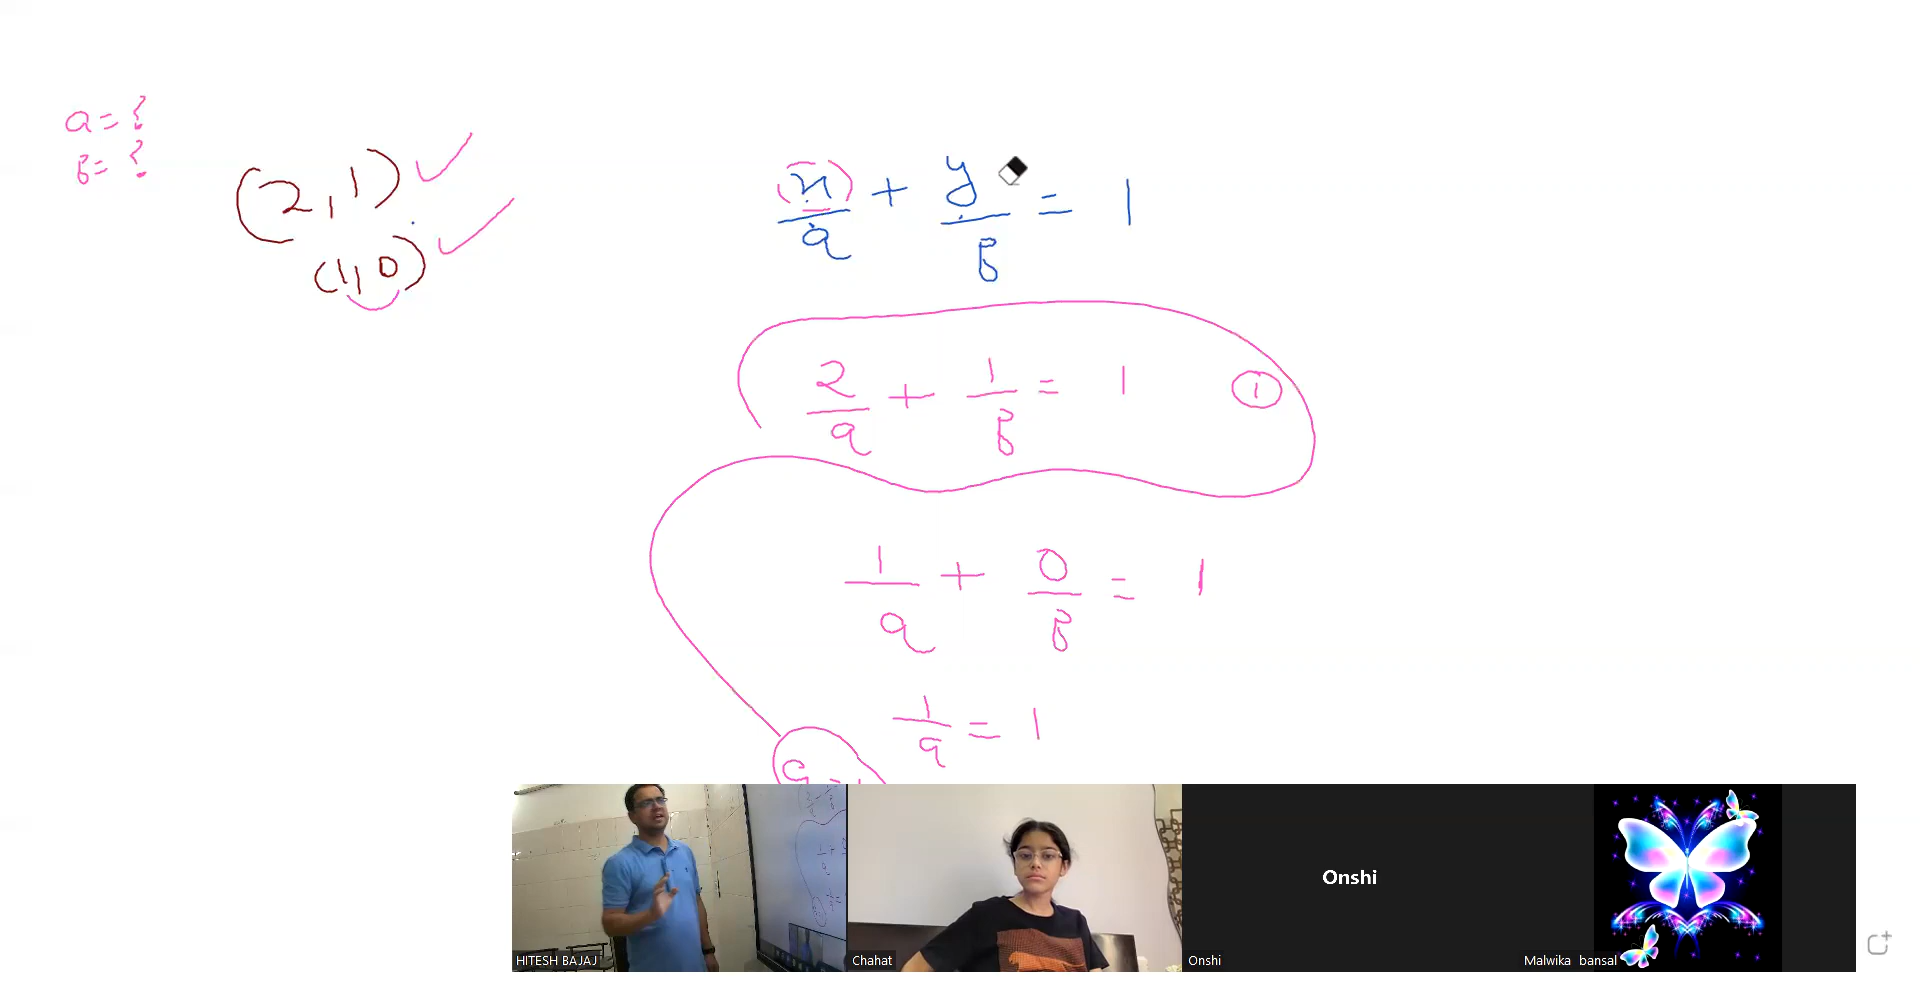 a = ?
b = ?
(2,1)
(1,0)
x/a + y/b = 1
2/a + 1/b = 1 ①
1/a + 0/b = 1
1/a = 1
HITESH BAJAJ
Chahat
Onshi
Onshi
Malwika bansal